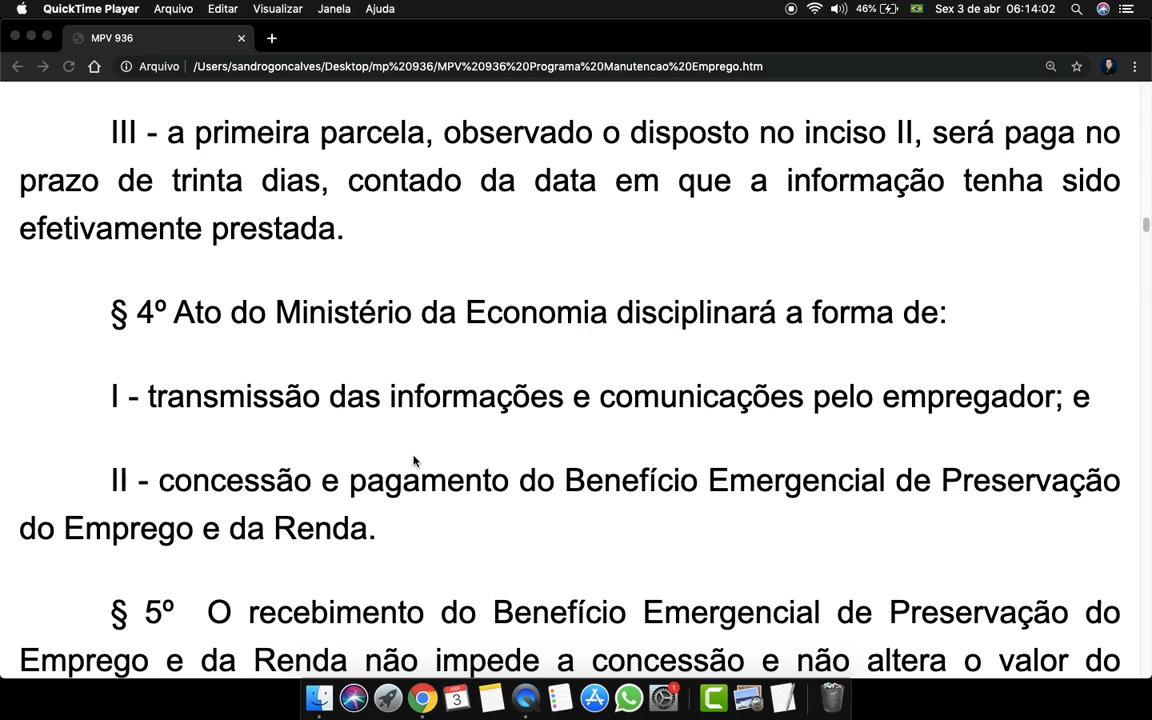 QuickTime Player Arquivo Editar Visualizar Janela Ajuda 46% Sex 3 de abr 06:14:02
MPV 936
Arquivo /Users/sandrogoncalves/Desktop/mp%20936/MPV%20936%20Programa%20Manutencao%20Emprego.htm
III - a primeira parcela, observado o disposto no inciso II, será paga no
prazo de trinta dias, contado da data em que a informação tenha sido
efetivamente prestada.
§ 4º Ato do Ministério da Economia disciplinará a forma de:
I - transmissão das informações e comunicações pelo empregador; e
II - concessão e pagamento do Benefício Emergencial de Preservação
do Emprego e da Renda.
§ 5º O recebimento do Benefício Emergencial de Preservação do
Emprego e da Renda não impede a concessão e não altera o valor do
3
1